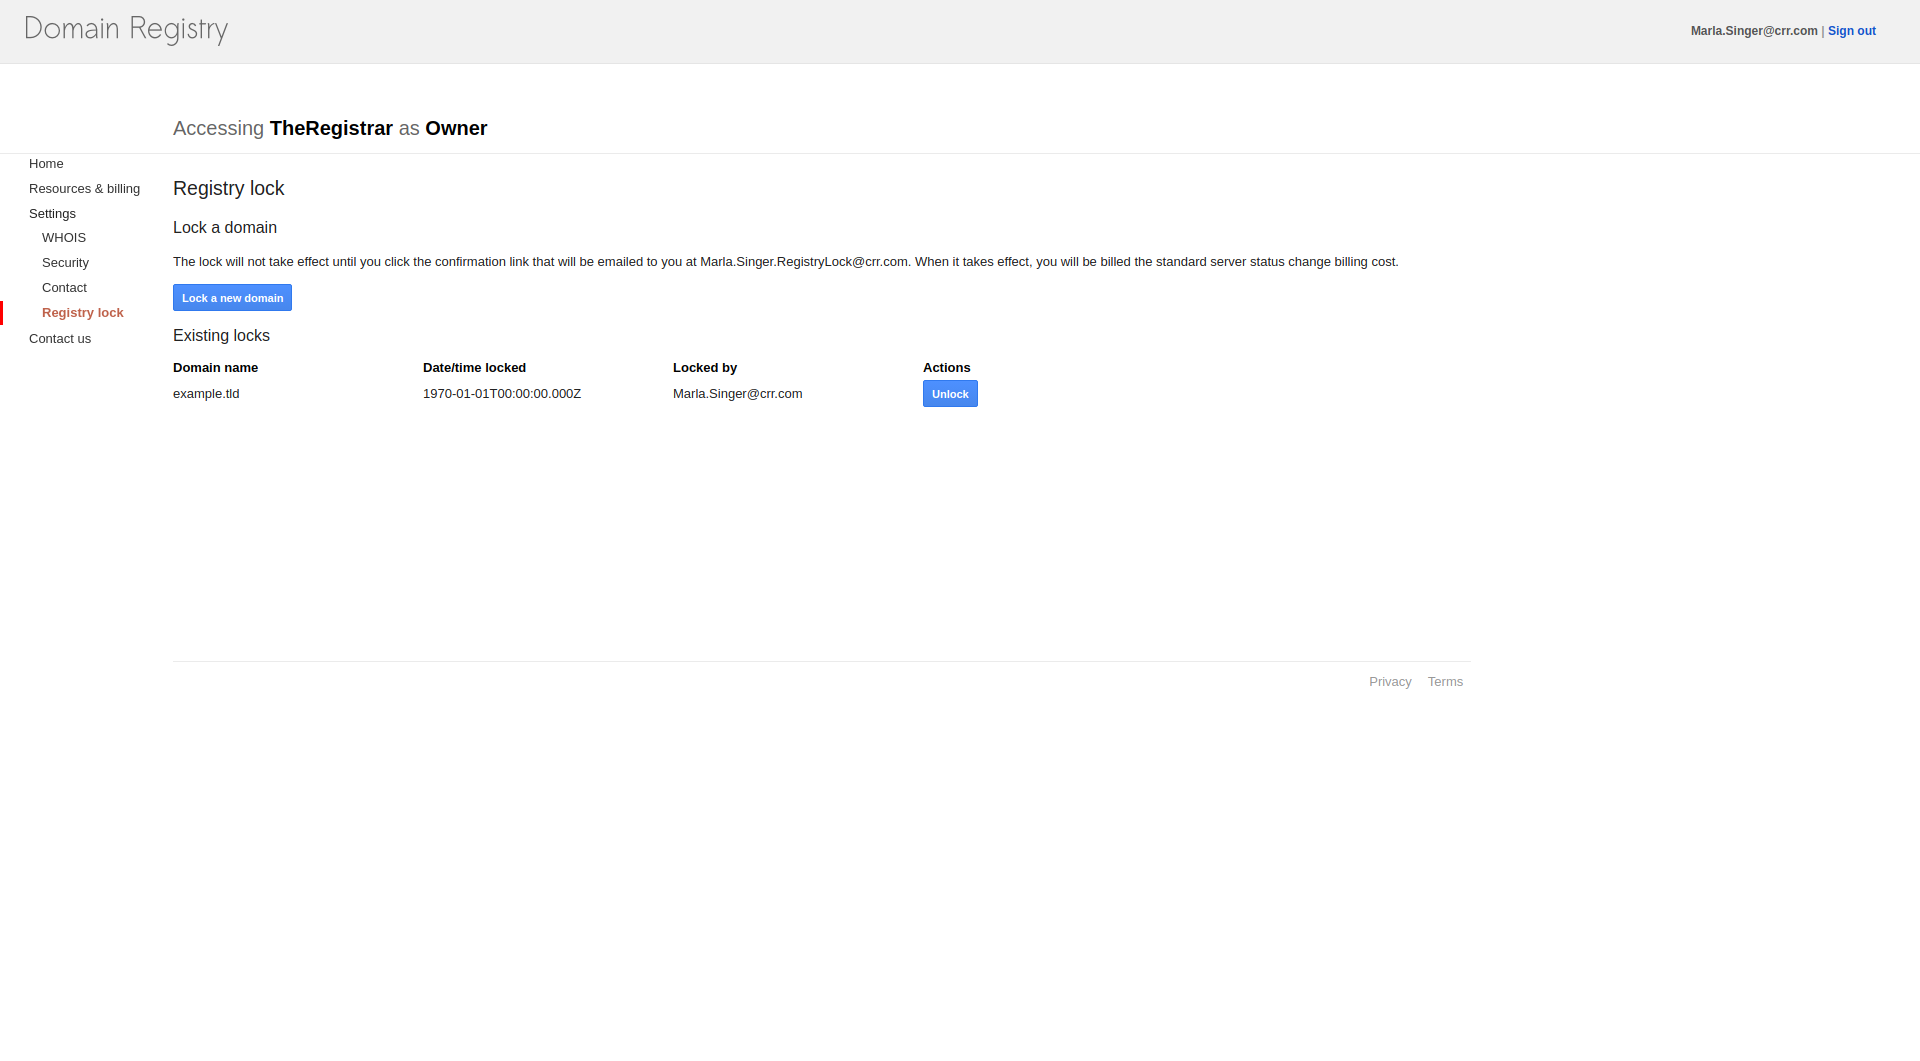 Domain Registry
Marla.Singer@crr.com | Sign out
Accessing TheRegistrar as Owner
Home
Resources & billing
Settings
WHOIS
Security
Contact
Registry lock
Contact us
Registry lock
Lock a domain
The lock will not take effect until you click the confirmation link that will be emailed to you at Marla.Singer.RegistryLock@crr.com. When it takes effect, you will be billed the standard server status change billing cost.
Lock a new domain
Existing locks
Domain name Date/time locked Locked by Actions
example.tld 1970-01-01T00:00:00.000Z Marla.Singer@crr.com Unlock
Privacy Terms